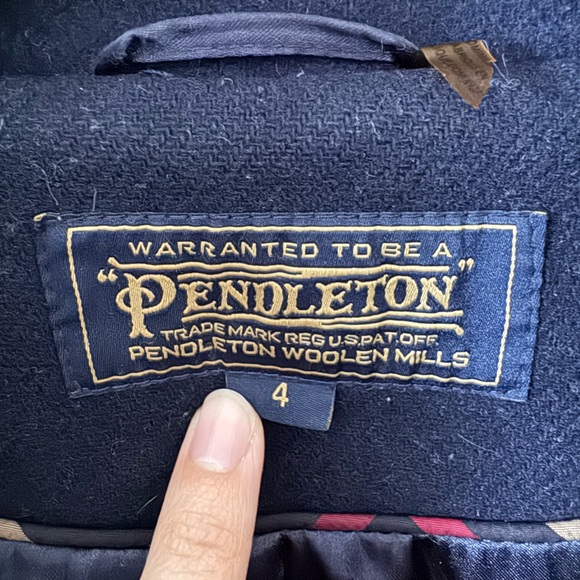 WARRANTED TO BE A
"PENDLETON"
TRADE MARK REG U.S. PAT. OFF.
PENDLETON WOOLEN MILLS
4